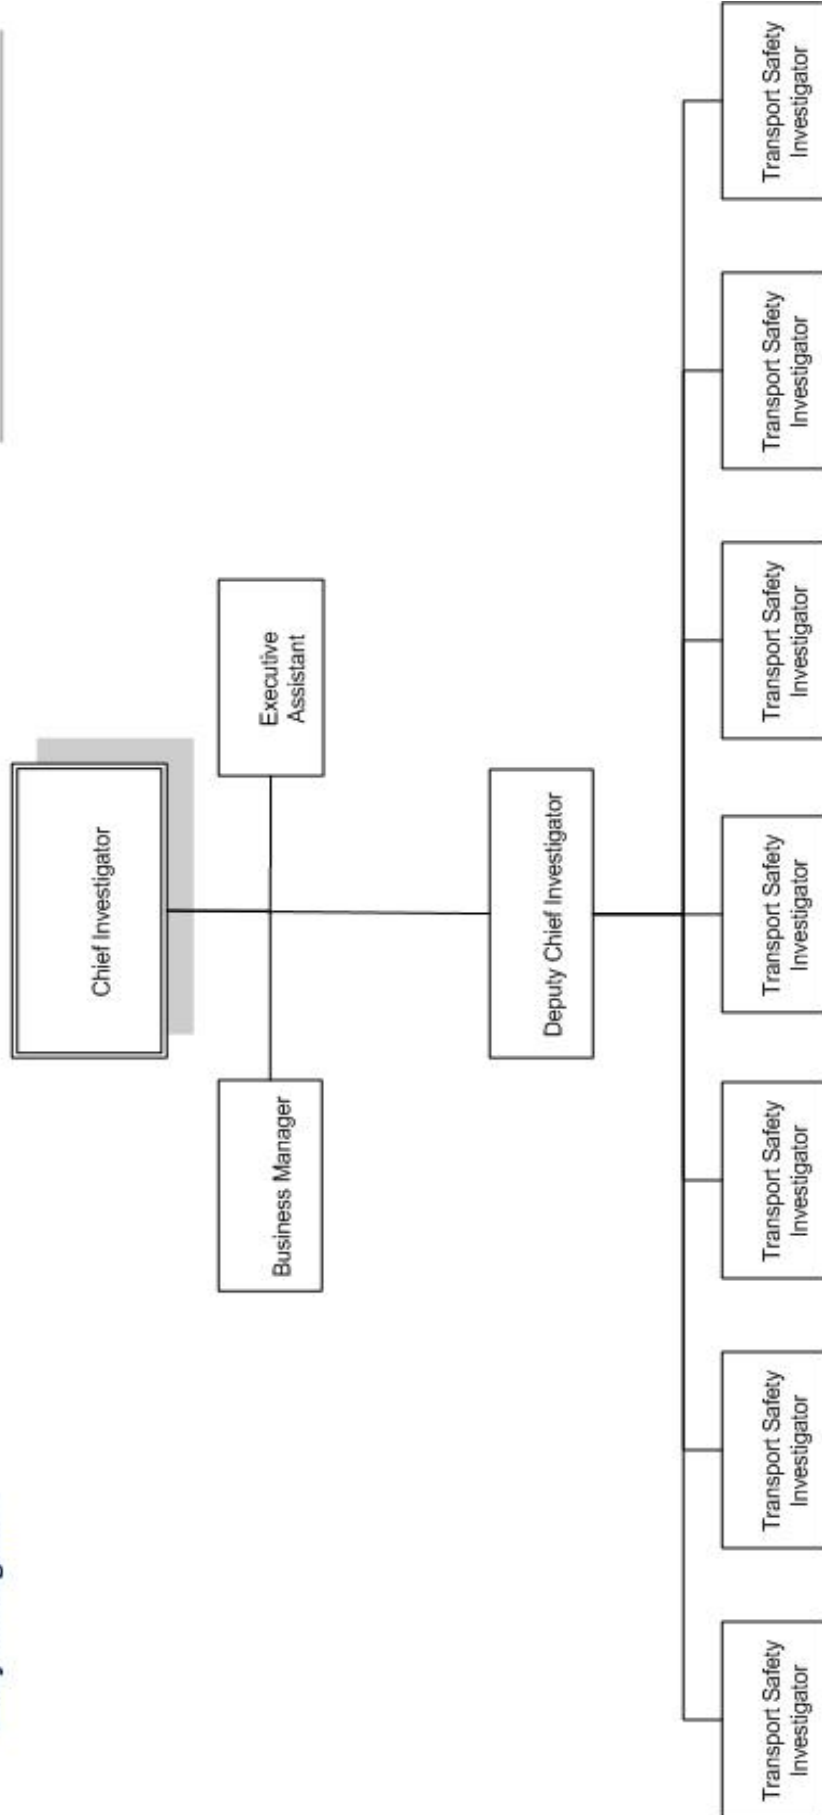 Chief Investigator
Business Manager
Executive
Assistant
Deputy Chief Investigator
Transport Safety
Investigator
Transport Safety
Investigator
Transport Safety
Investigator
Transport Safety
Investigator
Transport Safety
Investigator
Transport Safety
Investigator
Transport Safety
Investigator